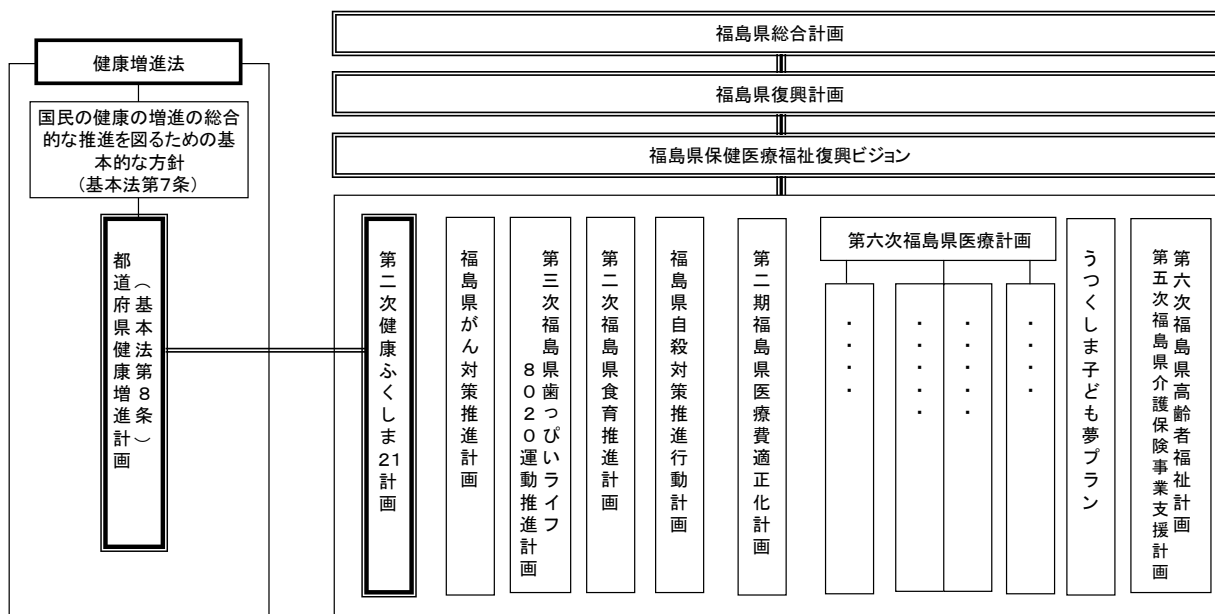 福島県総合計画
健康増進法
福島県復興計画
国民の健康の増進の総合
的な推進を図るための基
本的な方針
(基本法第7条)
福島県保健医療福祉復興ビジョン
都道府県健康増進計画
(基本法第8条)
第二次健康ふくしま21計画
福島県がん対策推進計画
第三次福島県歯っぴいライフ
8020運動推進計画
第二次福島県食育推進計画
福島県自殺対策推進行動計画
第二期福島県医療費適正化計画
第六次福島県医療計画
・・・・
・・・・・
・・・・・
・・・・
うつくしま子ども夢プラン
第六次福島県高齢者福祉計画
第五次福島県介護保険事業支援計画